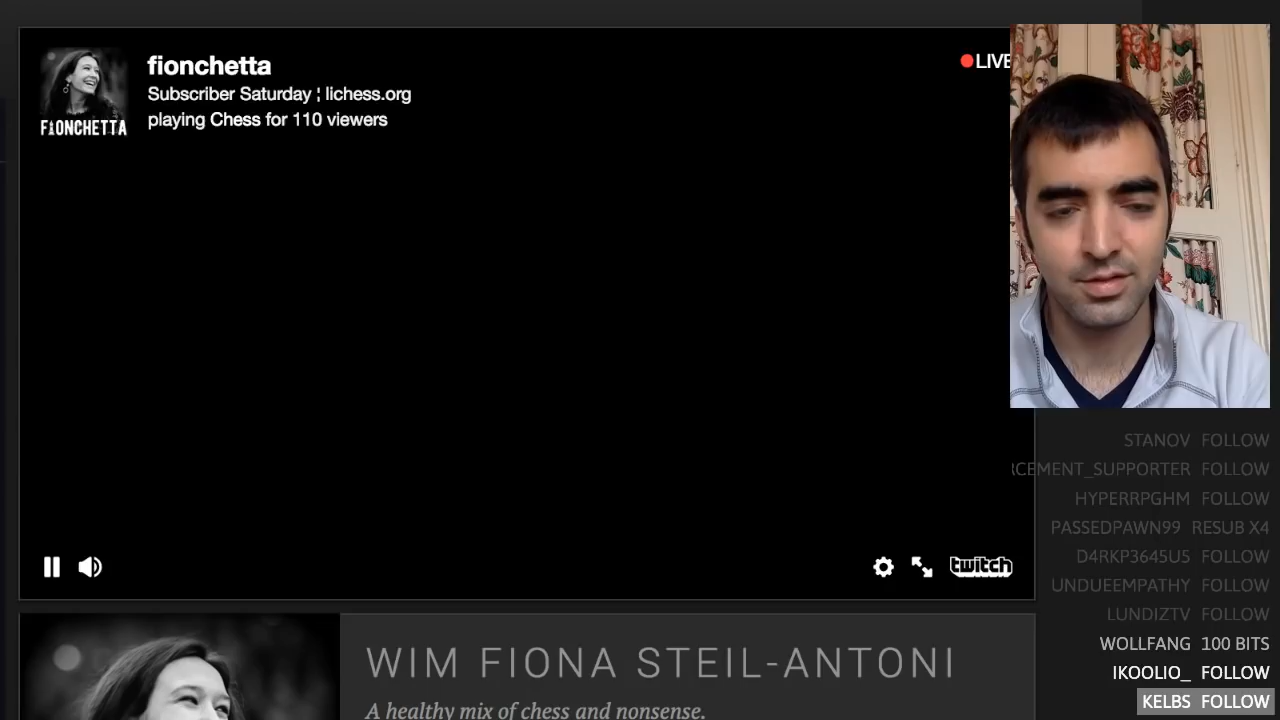 fionchetta
Subscriber Saturday ¦ lichess.org
playing Chess for 110 viewers
FIONCHETTA
LIVE
twitch
WIM FIONA STEIL-ANTONI
A healthy mix of chess and nonsense.
STANOV FOLLOW
RCEMENT_SUPPORTER FOLLOW
HYPERRPGHM FOLLOW
PASSEDPAWN99 RESUB X4
D4RKP3645U5 FOLLOW
UNDUEEMPATHY FOLLOW
LUNDIZTV FOLLOW
WOLLFANG 100 BITS
IKOOLIO_ FOLLOW
KELBS FOLLOW